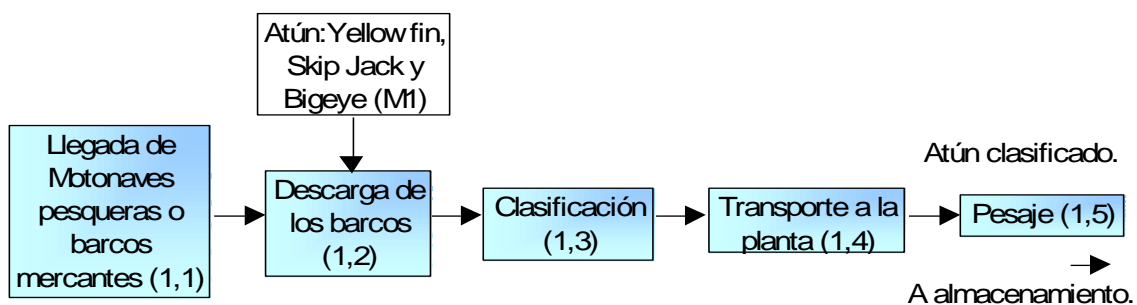 Atún: Yellow fin,
Skip Jack y
Bigeye (M1)
Llegada de
Motonaves
pesqueras o
barcos
mercantes (1,1)
Descarga de
los barcos
(1,2)
Clasificación
(1,3)
Transporte a la
planta (1,4)
Atún clasificado.
Pesaje (1,5)
A almacenamiento.